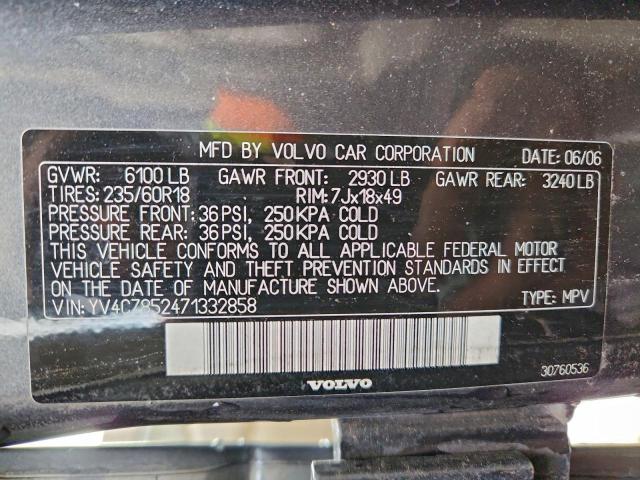 MFD BY VOLVO CAR CORPORATION DATE: 06/06
GVWR: 6100 LB GAWR FRONT: 2930 LB GAWR REAR: 3240 LB
TIRES: 235/60R18 RIM: 7Jx18x49
PRESSURE FRONT: 36 PSI, 250 KPA COLD
PRESSURE REAR: 36 PSI, 250 KPA COLD
THIS VEHICLE CONFORMS TO ALL APPLICABLE FEDERAL MOTOR
VEHICLE SAFETY AND THEFT PREVENTION STANDARDS IN EFFECT
ON THE DATE OF MANUFACTURE SHOWN ABOVE.
VIN: YV4CZ852471332858 TYPE: MPV
30760536
VOLVO